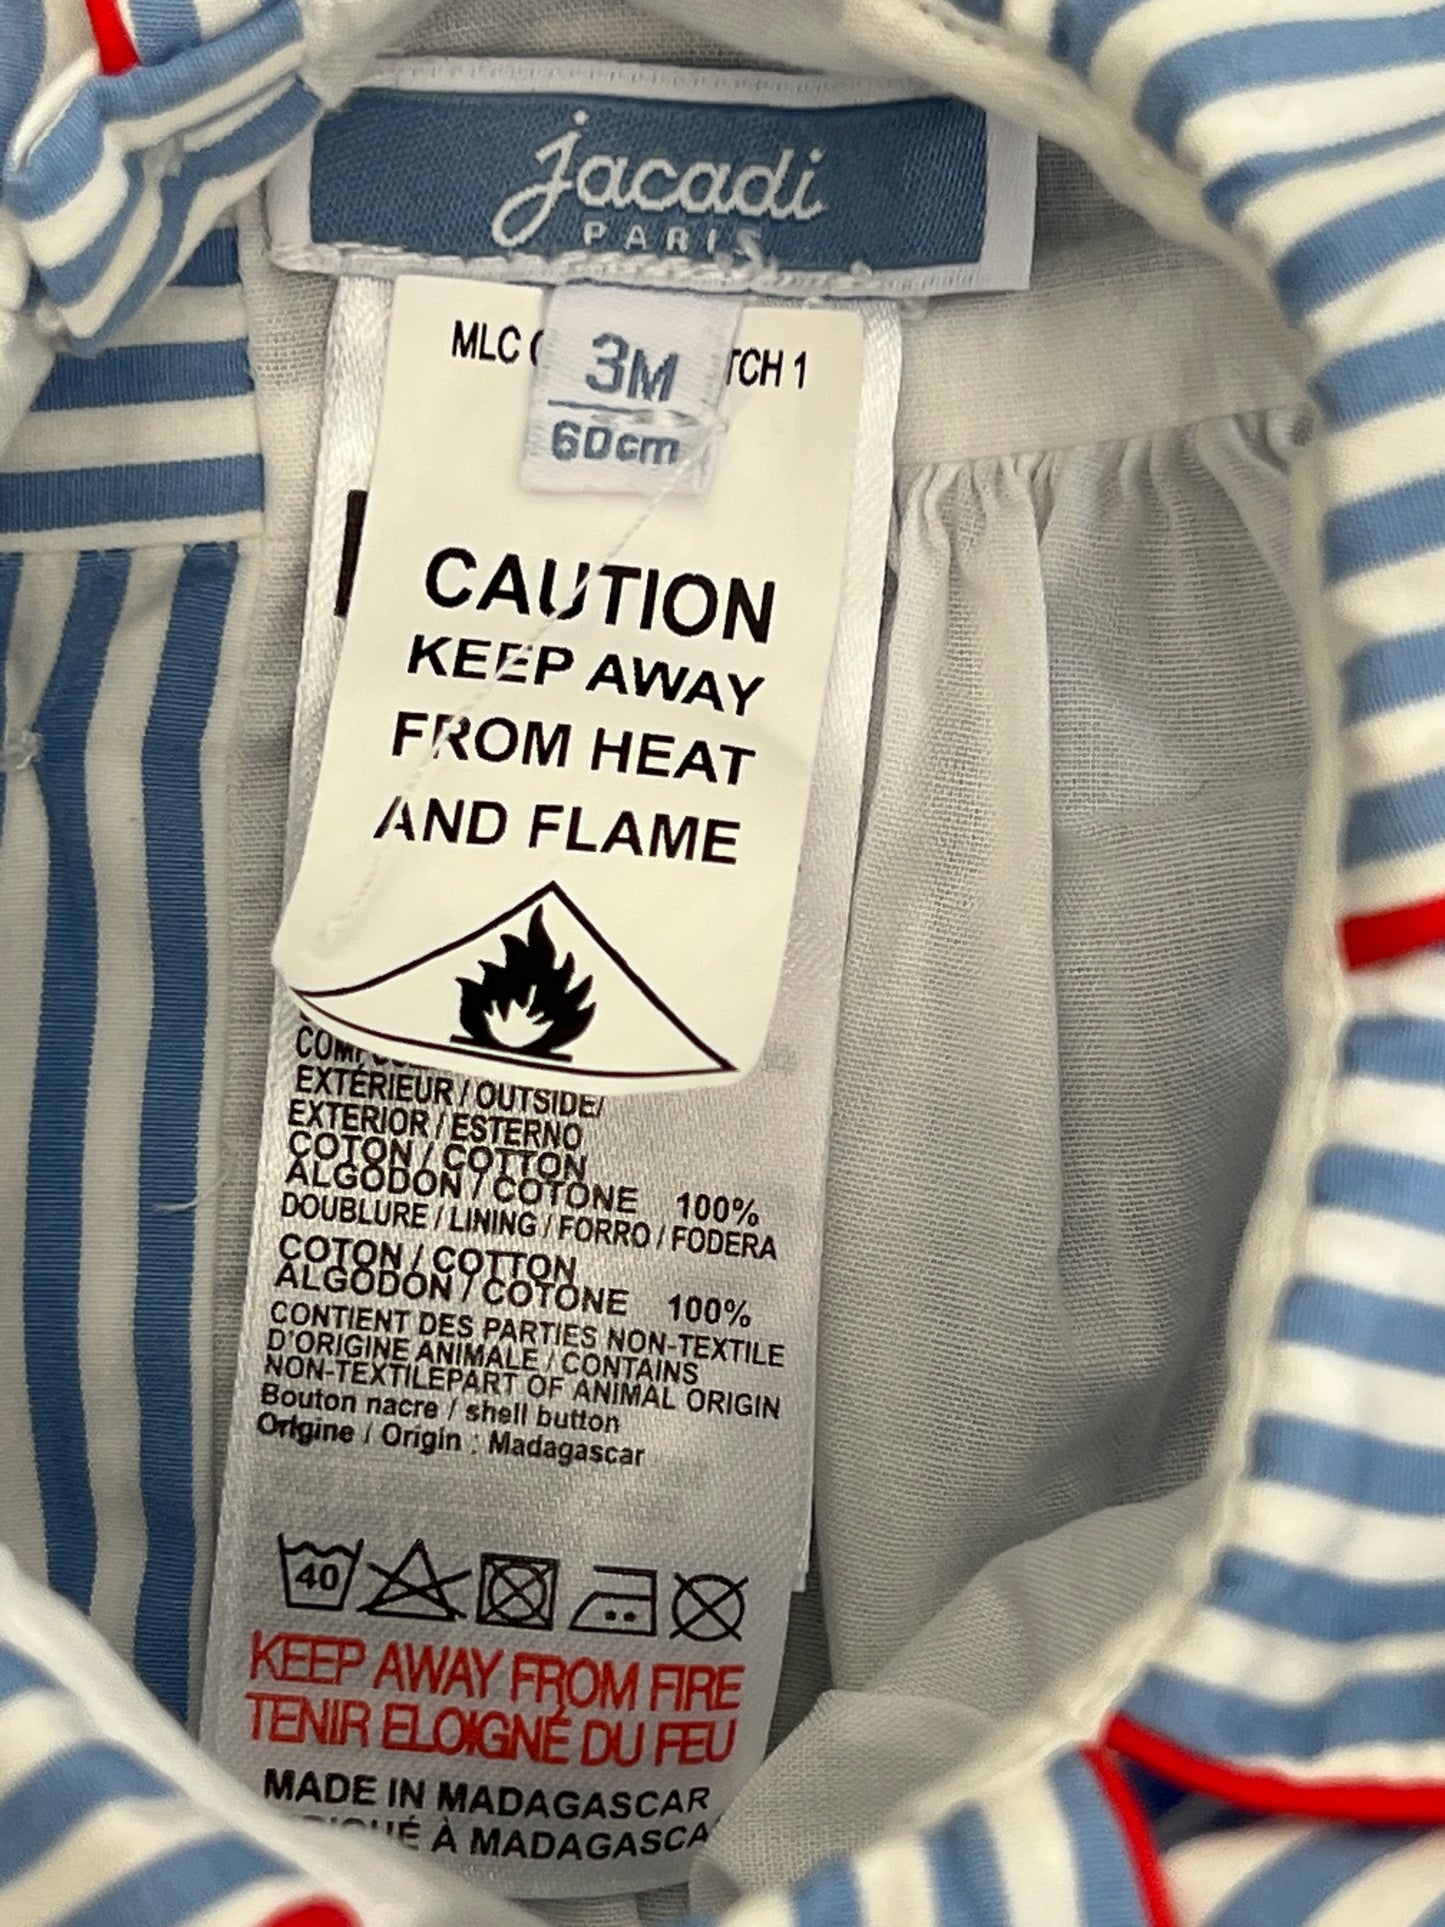 jacadi
PARIS
MLC
TCH 1
3M
60cm
CAUTION
KEEP AWAY
FROM HEAT
AND FLAME
EXTÉRIEUR / OUTSIDE/
EXTERIOR / ESTERNO
COTON / COTTON
ALGODON / COTONE 100%
DOUBLURE / LINING / FORRO / FODERA
COTON / COTTON
ALGODON / COTONE 100%
CONTIENT DES PARTIES NON-TEXTILE
D'ORIGINE ANIMALE / CONTAINS
NON-TEXTILEPART OF ANIMAL ORIGIN
Bouton nacre / shell button
Origine / Origin : Madagascar
40
KEEP AWAY FROM FIRE
TENIR ELOIGNÉ DU FEU
MADE IN MADAGASCAR
À MADAGASCA